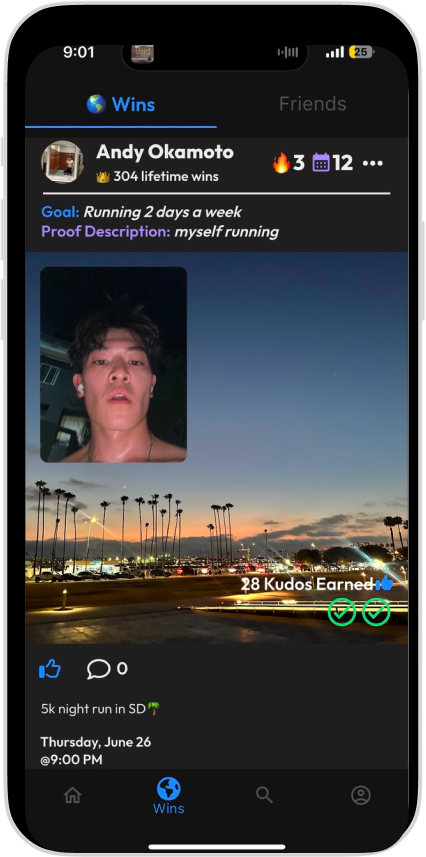 9:01
25
Wins
Friends
Andy Okamoto
304 lifetime wins
3
12
Goal: Running 2 days a week
Proof Description: myself running
28 Kudos Earned
0
5k night run in SD
Thursday, June 26
@9:00 PM
Wins